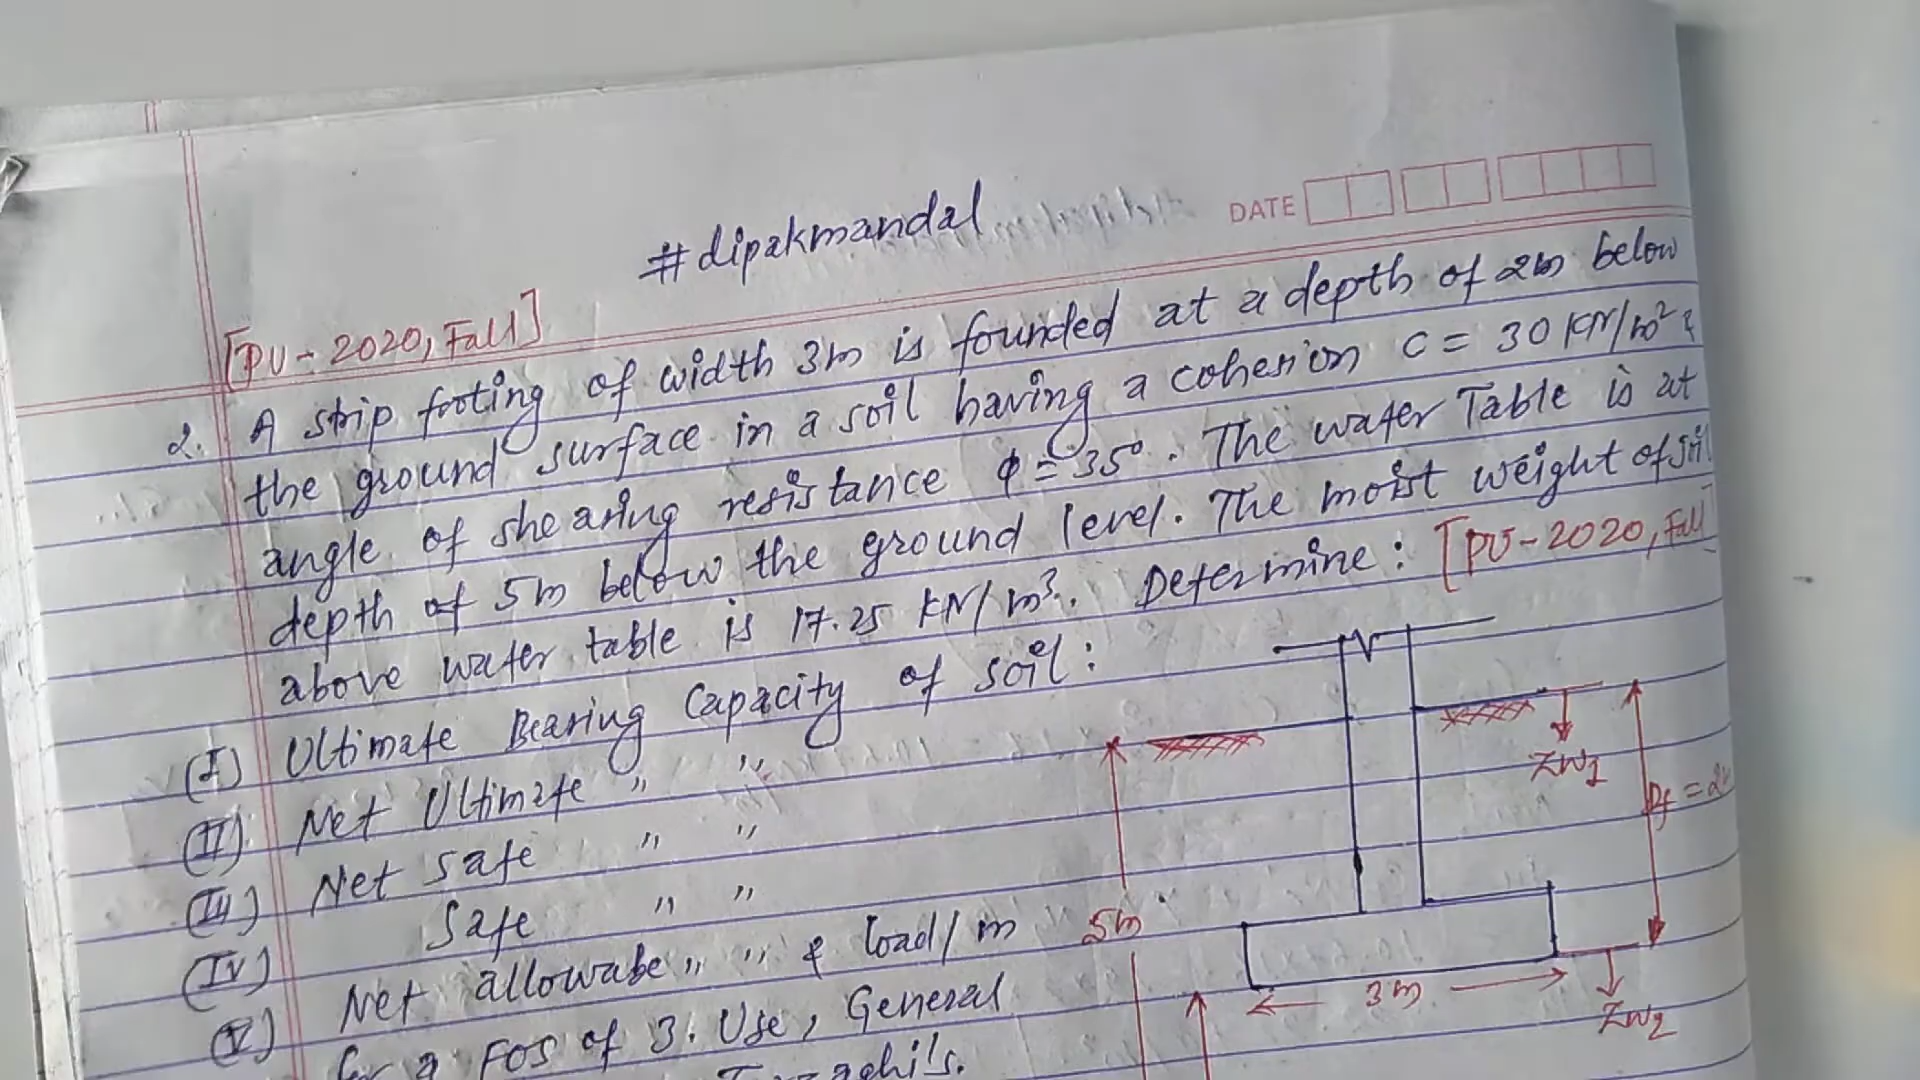 #dipakmandal
DATE
[PU-2020, Fall]
2. A strip footing of width 3m is founded at a depth of 2m below
the ground surface in a soil having a cohesion C = 30 KN/m² &
angle of shearing resistance ϕ = 35°. The water Table is at
depth of 5m below the ground level. The moist weight of soil
above water table is 17.25 KN/m³. Determine: [PU-2020, Fall]
(I) Ultimate Bearing Capacity of soil:
(II) Net Ultimate " "
(III) Net safe " "
(IV) Safe " "
(V) Net allowabe " " & load/m
for a FOS of 3. Use, General
Terzaghi's.
Zw1
Df = 2
5m
3m
Zw2